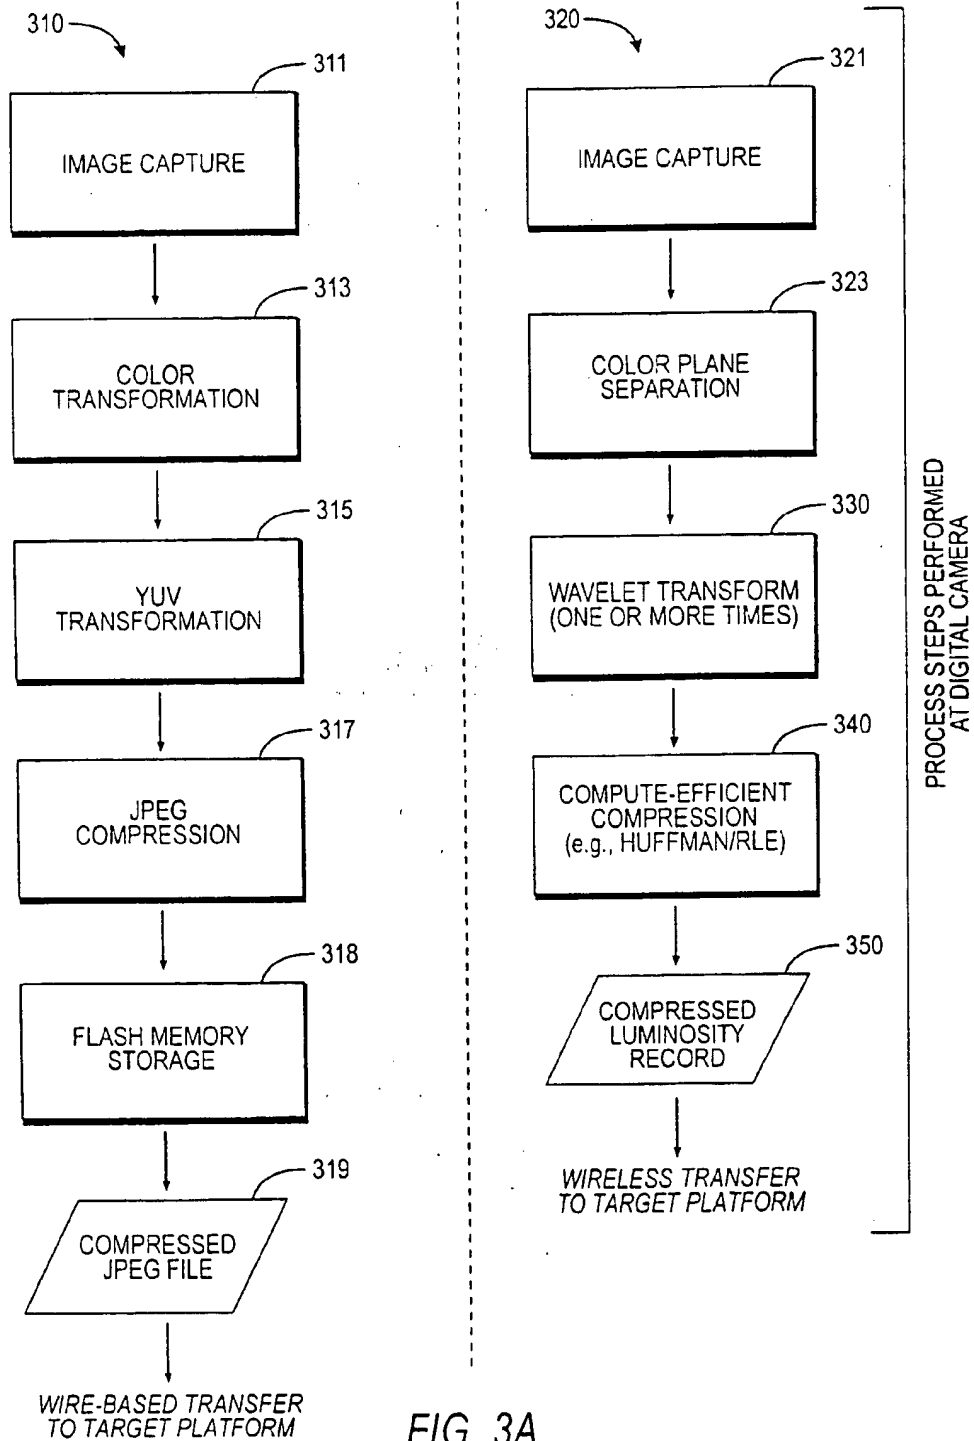 310
311
IMAGE CAPTURE
313
COLOR
TRANSFORMATION
315
YUV
TRANSFORMATION
317
JPEG
COMPRESSION
318
FLASH MEMORY
STORAGE
319
COMPRESSED
JPEG FILE
WIRE-BASED TRANSFER
TO TARGET PLATFORM
320
321
IMAGE CAPTURE
323
COLOR PLANE
SEPARATION
330
WAVELET TRANSFORM
(ONE OR MORE TIMES)
340
COMPUTE-EFFICIENT
COMPRESSION
(e.g., HUFFMAN/RLE)
350
COMPRESSED
LUMINOSITY
RECORD
WIRELESS TRANSFER
TO TARGET PLATFORM
PROCESS STEPS PERFORMED
AT DIGITAL CAMERA
FIG. 3A